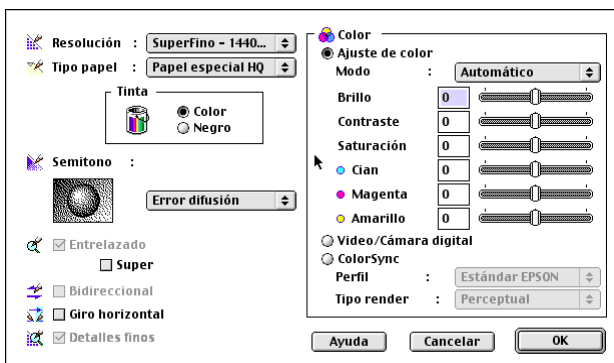 Resolución : SuperFino - 1440...
Tipo papel : Papel especial HQ
Tinta
Color
Negro
Semitono :
Error difusión
Entrelazado
Super
Bidireccional
Giro horizontal
Detalles finos
Color
Ajuste de color
Modo : Automático
Brillo 0
Contraste 0
Saturación 0
Cian 0
Magenta 0
Amarillo 0
Video/Cámara digital
ColorSync
Perfil : Estándar EPSON
Tipo render : Perceptual
Ayuda Cancelar OK